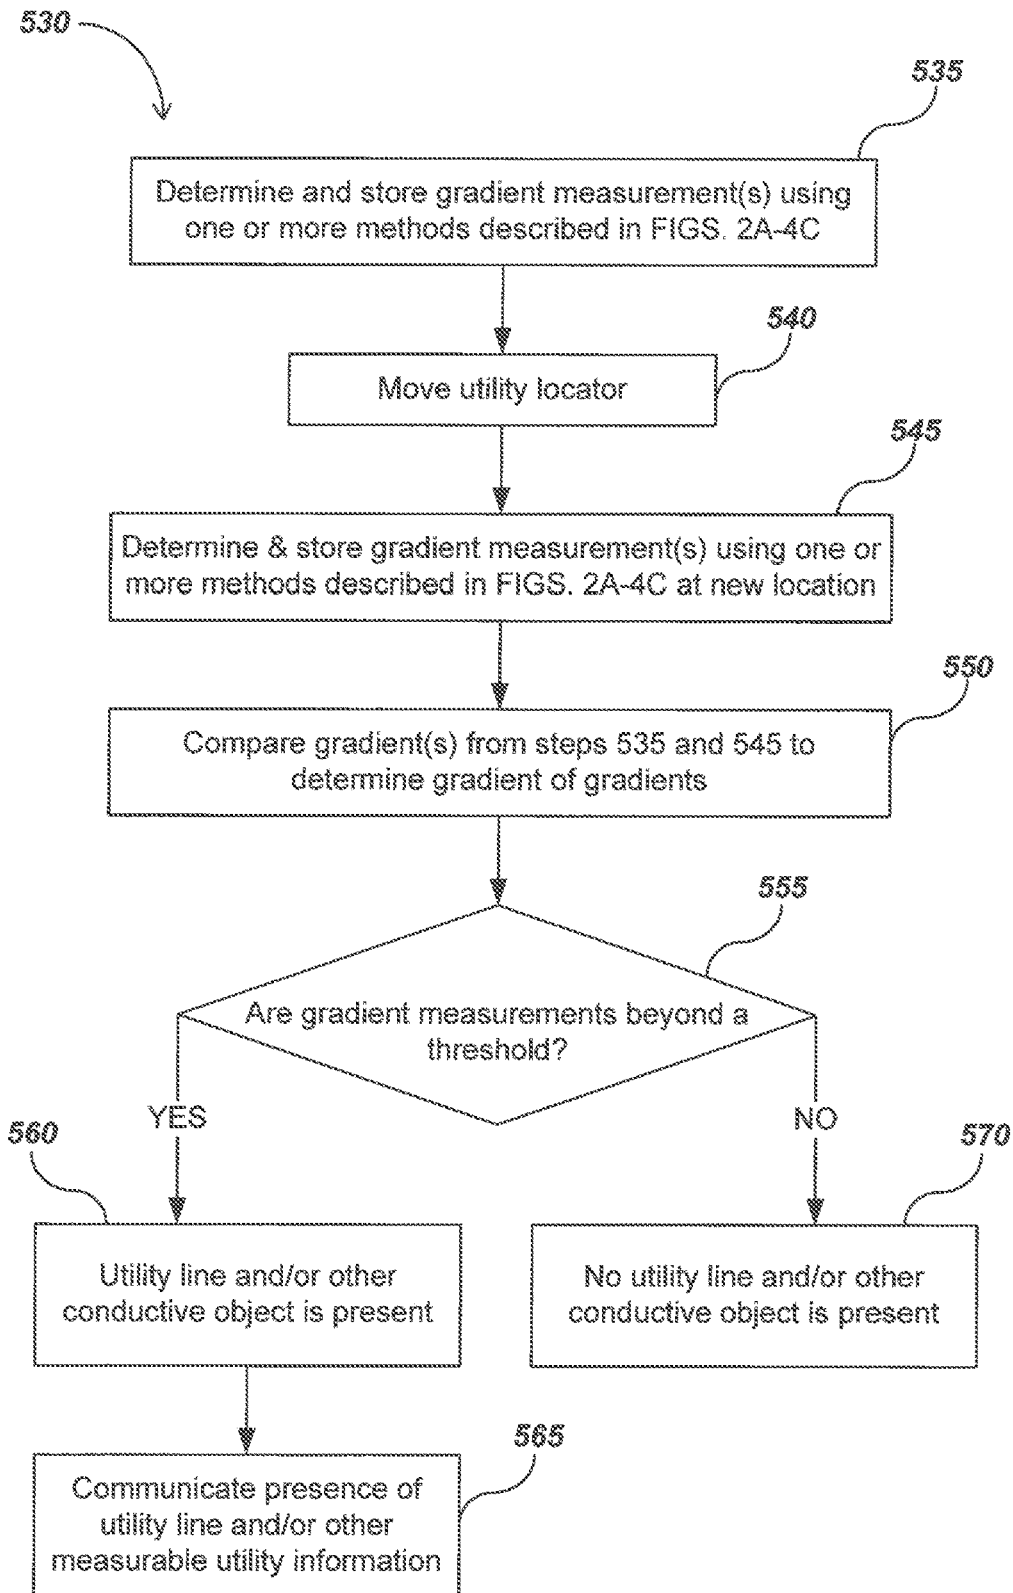 530
535
Determine and store gradient measurement(s) using
one or more methods described in FIGS. 2A-4C
540
Move utility locator
545
Determine & store gradient measurement(s) using one or
more methods described in FIGS. 2A-4C at new location
550
Compare gradient(s) from steps 535 and 545 to
determine gradient of gradients
555
Are gradient measurements beyond a
threshold?
YES
NO
560
570
Utility line and/or other
conductive object is present
No utility line and/or other
conductive object is present
565
Communicate presence of
utility line and/or other
measurable utility information